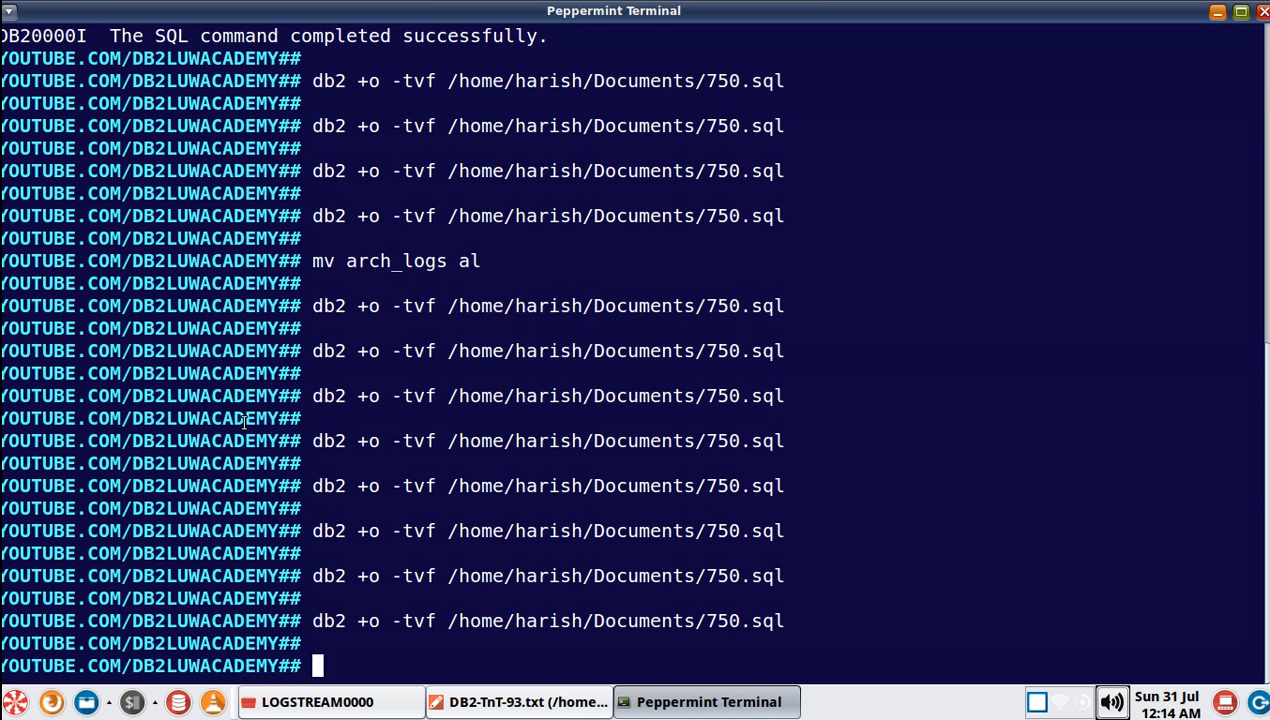 Peppermint Terminal
DB20000I The SQL command completed successfully.
YOUTUBE.COM/DB2LUWACADEMY##
YOUTUBE.COM/DB2LUWACADEMY## db2 +o -tvf /home/harish/Documents/750.sql
YOUTUBE.COM/DB2LUWACADEMY##
YOUTUBE.COM/DB2LUWACADEMY## db2 +o -tvf /home/harish/Documents/750.sql
YOUTUBE.COM/DB2LUWACADEMY##
YOUTUBE.COM/DB2LUWACADEMY## db2 +o -tvf /home/harish/Documents/750.sql
YOUTUBE.COM/DB2LUWACADEMY##
YOUTUBE.COM/DB2LUWACADEMY## db2 +o -tvf /home/harish/Documents/750.sql
YOUTUBE.COM/DB2LUWACADEMY##
YOUTUBE.COM/DB2LUWACADEMY## mv arch_logs al
YOUTUBE.COM/DB2LUWACADEMY##
YOUTUBE.COM/DB2LUWACADEMY## db2 +o -tvf /home/harish/Documents/750.sql
YOUTUBE.COM/DB2LUWACADEMY##
YOUTUBE.COM/DB2LUWACADEMY## db2 +o -tvf /home/harish/Documents/750.sql
YOUTUBE.COM/DB2LUWACADEMY##
YOUTUBE.COM/DB2LUWACADEMY## db2 +o -tvf /home/harish/Documents/750.sql
YOUTUBE.COM/DB2LUWACADEMY##
YOUTUBE.COM/DB2LUWACADEMY## db2 +o -tvf /home/harish/Documents/750.sql
YOUTUBE.COM/DB2LUWACADEMY##
YOUTUBE.COM/DB2LUWACADEMY## db2 +o -tvf /home/harish/Documents/750.sql
YOUTUBE.COM/DB2LUWACADEMY##
YOUTUBE.COM/DB2LUWACADEMY## db2 +o -tvf /home/harish/Documents/750.sql
YOUTUBE.COM/DB2LUWACADEMY##
YOUTUBE.COM/DB2LUWACADEMY## db2 +o -tvf /home/harish/Documents/750.sql
YOUTUBE.COM/DB2LUWACADEMY##
YOUTUBE.COM/DB2LUWACADEMY## db2 +o -tvf /home/harish/Documents/750.sql
YOUTUBE.COM/DB2LUWACADEMY##
YOUTUBE.COM/DB2LUWACADEMY##
LOGSTREAM0000 DB2-TnT-93.txt (/home... Peppermint Terminal Sun 31 Jul
12:14 AM